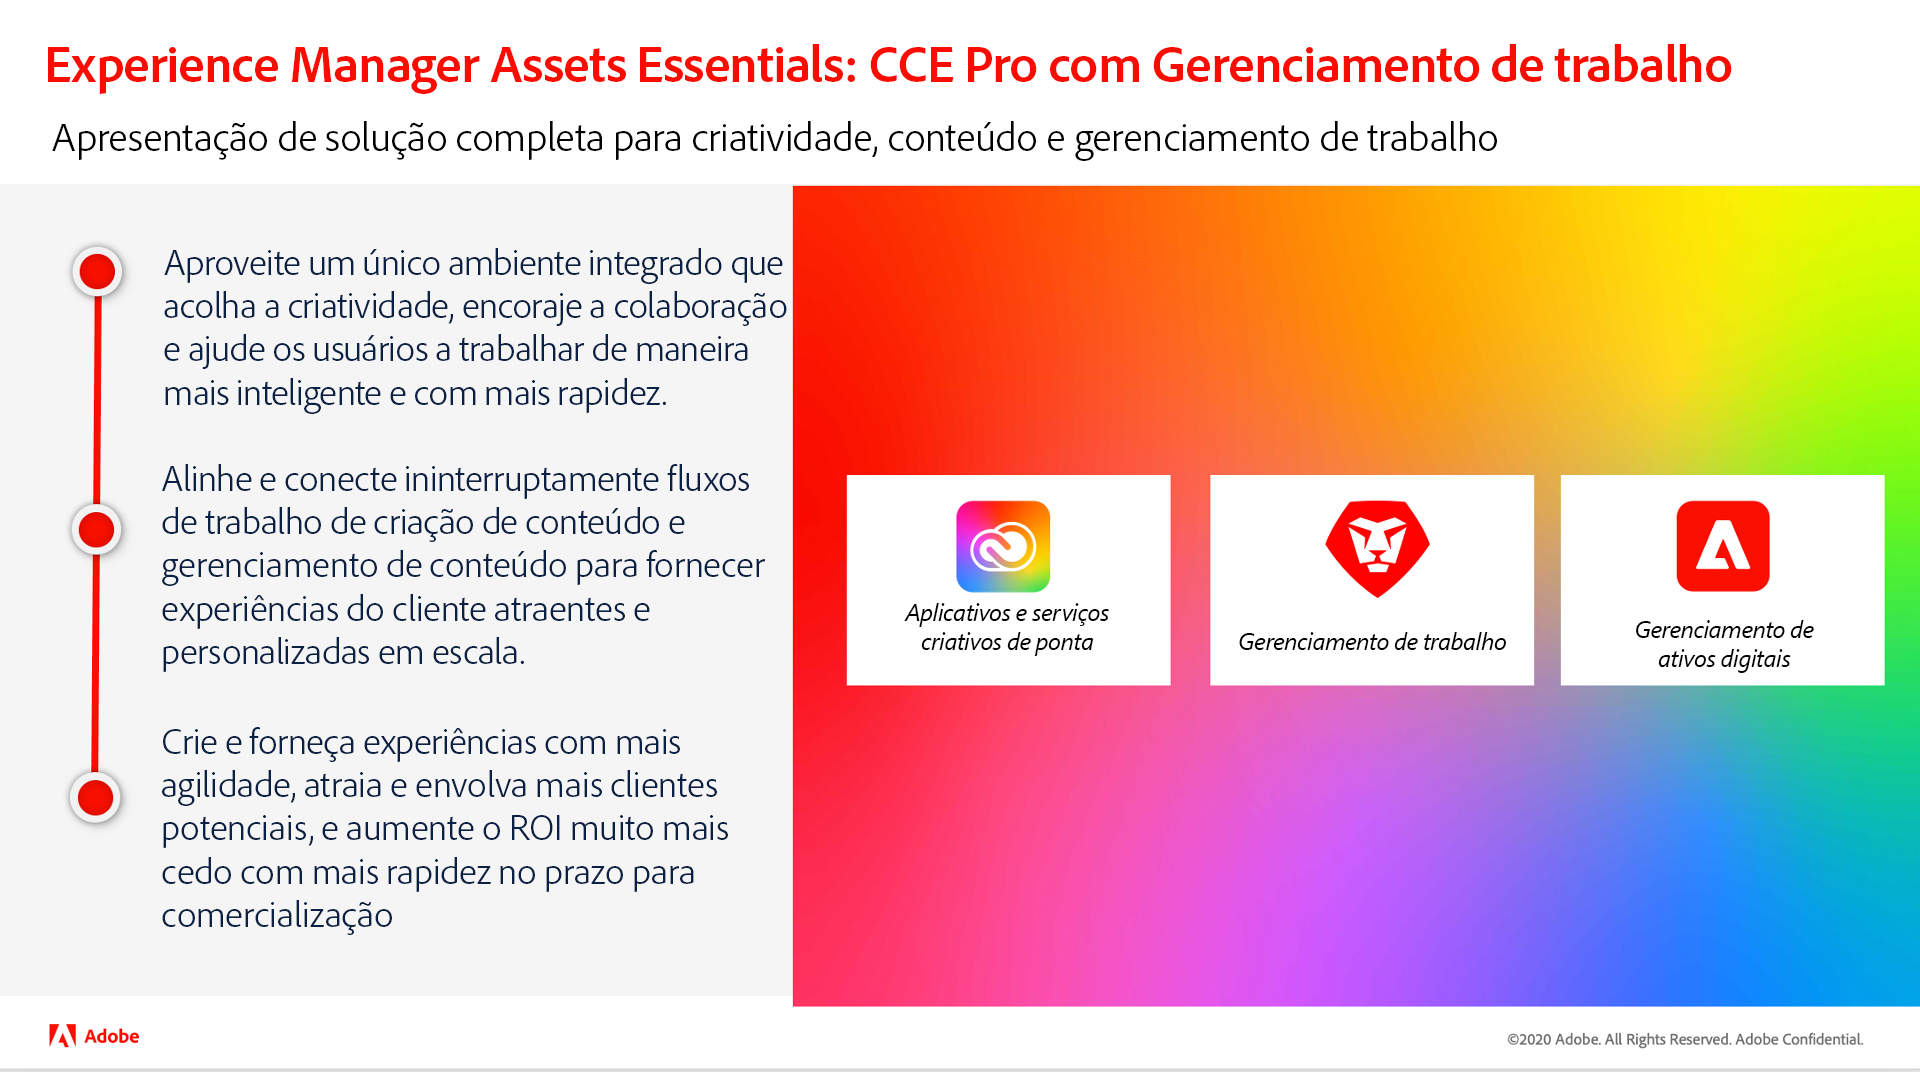 Experience Manager Assets Essentials: CCE Pro com Gerenciamento de trabalho
Apresentação de solução completa para criatividade, conteúdo e gerenciamento de trabalho
Aproveite um único ambiente integrado que
acolha a criatividade, encoraje a colaboração
e ajude os usuários a trabalhar de maneira
mais inteligente e com mais rapidez.
Alinhe e conecte ininterruptamente fluxos
de trabalho de criação de conteúdo e
gerenciamento de conteúdo para fornecer
experiências do cliente atraentes e
personalizadas em escala.
Crie e forneça experiências com mais
agilidade, atraia e envolva mais clientes
potenciais, e aumente o ROI muito mais
cedo com mais rapidez no prazo para
comercialização
Aplicativos e serviços
criativos de ponta
Gerenciamento de trabalho
Gerenciamento de
ativos digitais
Adobe
©2020 Adobe. All Rights Reserved. Adobe Confidential.